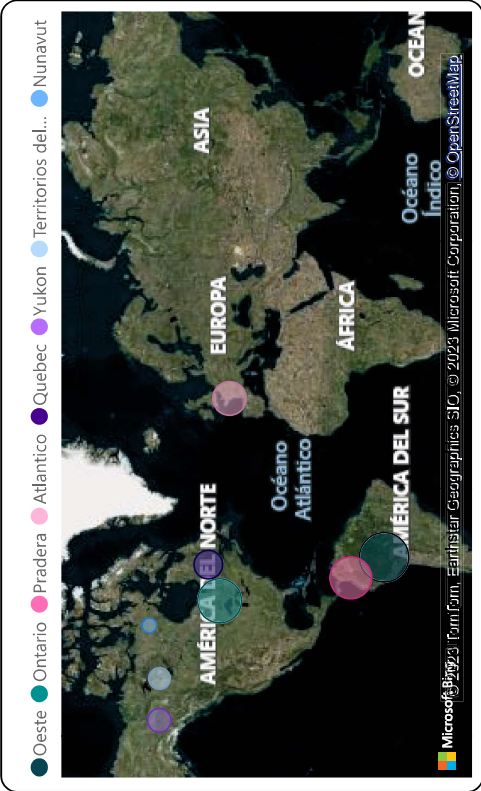 Oeste Ontario Pradera Atlantico Quebec Yukon Territorios del... Nunavut
ASIA
EUROPA
AMÉRICA DEL NORTE
Océano
Atlántico
ÁFRICA
Océano
Índico
OCEAN
AMÉRICA DEL SUR
Microsoft Bing
© 2023 TomTom, Earthstar Geographics SIO, © 2023 Microsoft Corporation, © OpenStreetMap